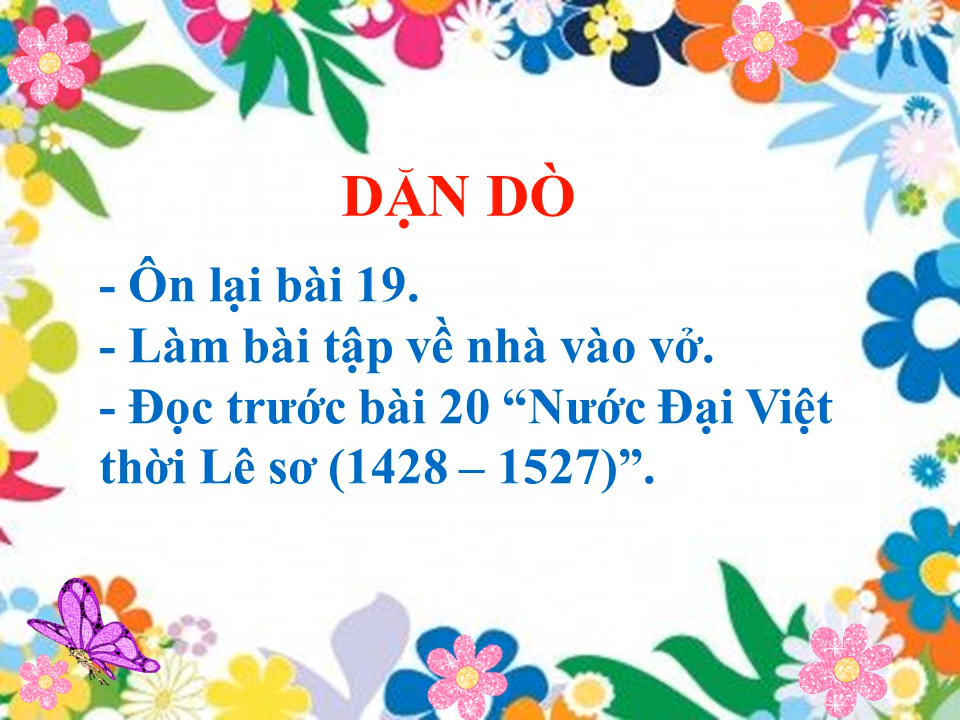 DẶN DÒ
- Ôn lại bài 19.
- Làm bài tập về nhà vào vở.
- Đọc trước bài 20 “Nước Đại Việt
thời Lê sơ (1428 – 1527)”.